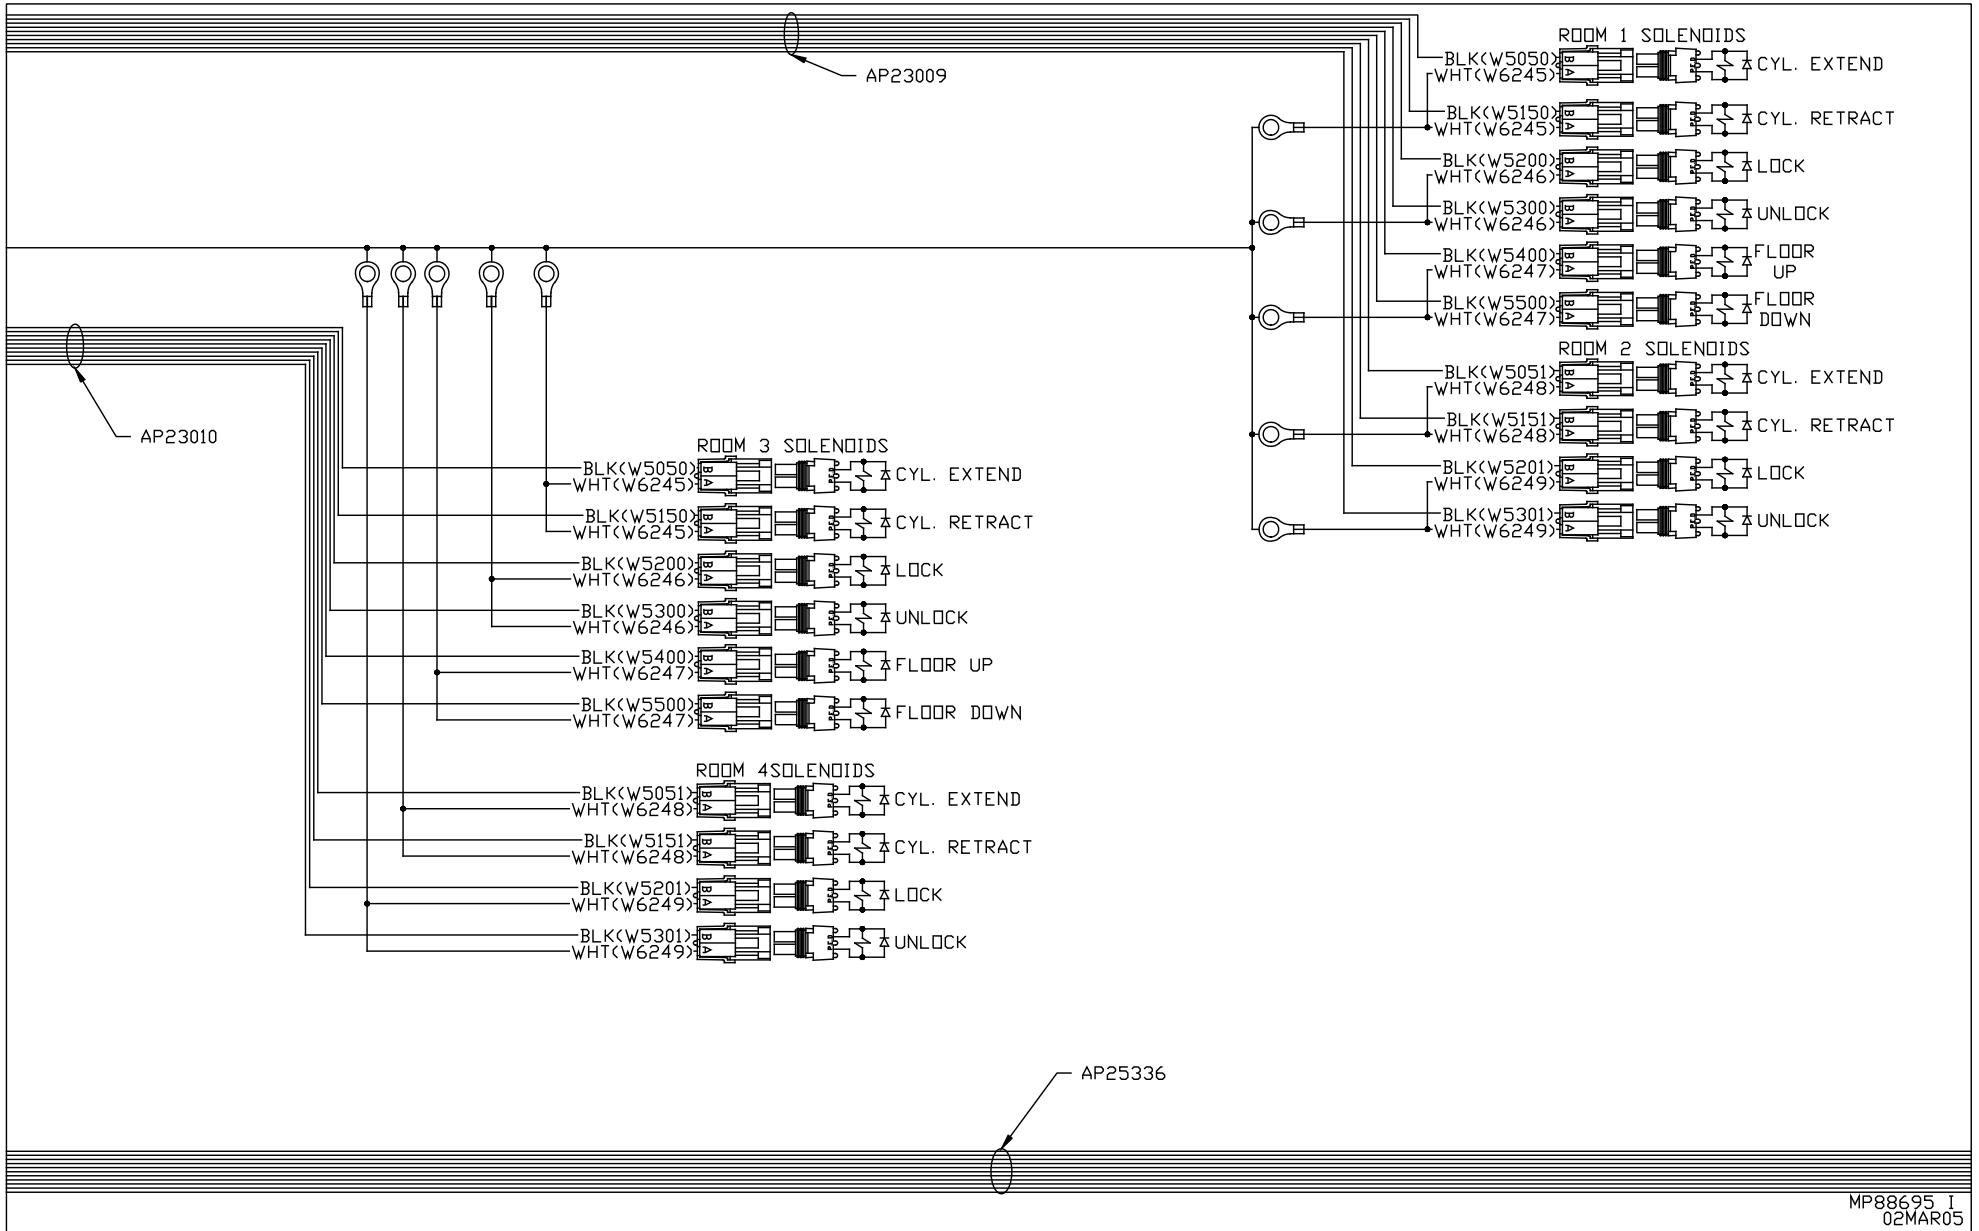 AP23009
ROOM 1 SOLENOIDS
BLK(W5050)
WHT(W6245)
B
A
CYL. EXTEND
BLK(W5150)
WHT(W6245)
B
A
CYL. RETRACT
BLK(W5200)
WHT(W6246)
B
A
LOCK
BLK(W5300)
WHT(W6246)
B
A
UNLOCK
BLK(W5400)
WHT(W6247)
B
A
FLOOR
UP
BLK(W5500)
WHT(W6247)
B
A
FLOOR
DOWN
ROOM 2 SOLENOIDS
BLK(W5051)
WHT(W6248)
B
A
CYL. EXTEND
BLK(W5151)
WHT(W6248)
B
A
CYL. RETRACT
BLK(W5201)
WHT(W6249)
B
A
LOCK
BLK(W5301)
WHT(W6249)
B
A
UNLOCK
AP23010
ROOM 3 SOLENOIDS
BLK(W5050)
WHT(W6245)
B
A
CYL. EXTEND
BLK(W5150)
WHT(W6245)
B
A
CYL. RETRACT
BLK(W5200)
WHT(W6246)
B
A
LOCK
BLK(W5300)
WHT(W6246)
B
A
UNLOCK
BLK(W5400)
WHT(W6247)
B
A
FLOOR UP
BLK(W5500)
WHT(W6247)
B
A
FLOOR DOWN
ROOM 4SOLENOIDS
BLK(W5051)
WHT(W6248)
B
A
CYL. EXTEND
BLK(W5151)
WHT(W6248)
B
A
CYL. RETRACT
BLK(W5201)
WHT(W6249)
B
A
LOCK
BLK(W5301)
WHT(W6249)
B
A
UNLOCK
AP25336
MP88695 I
02MAR05